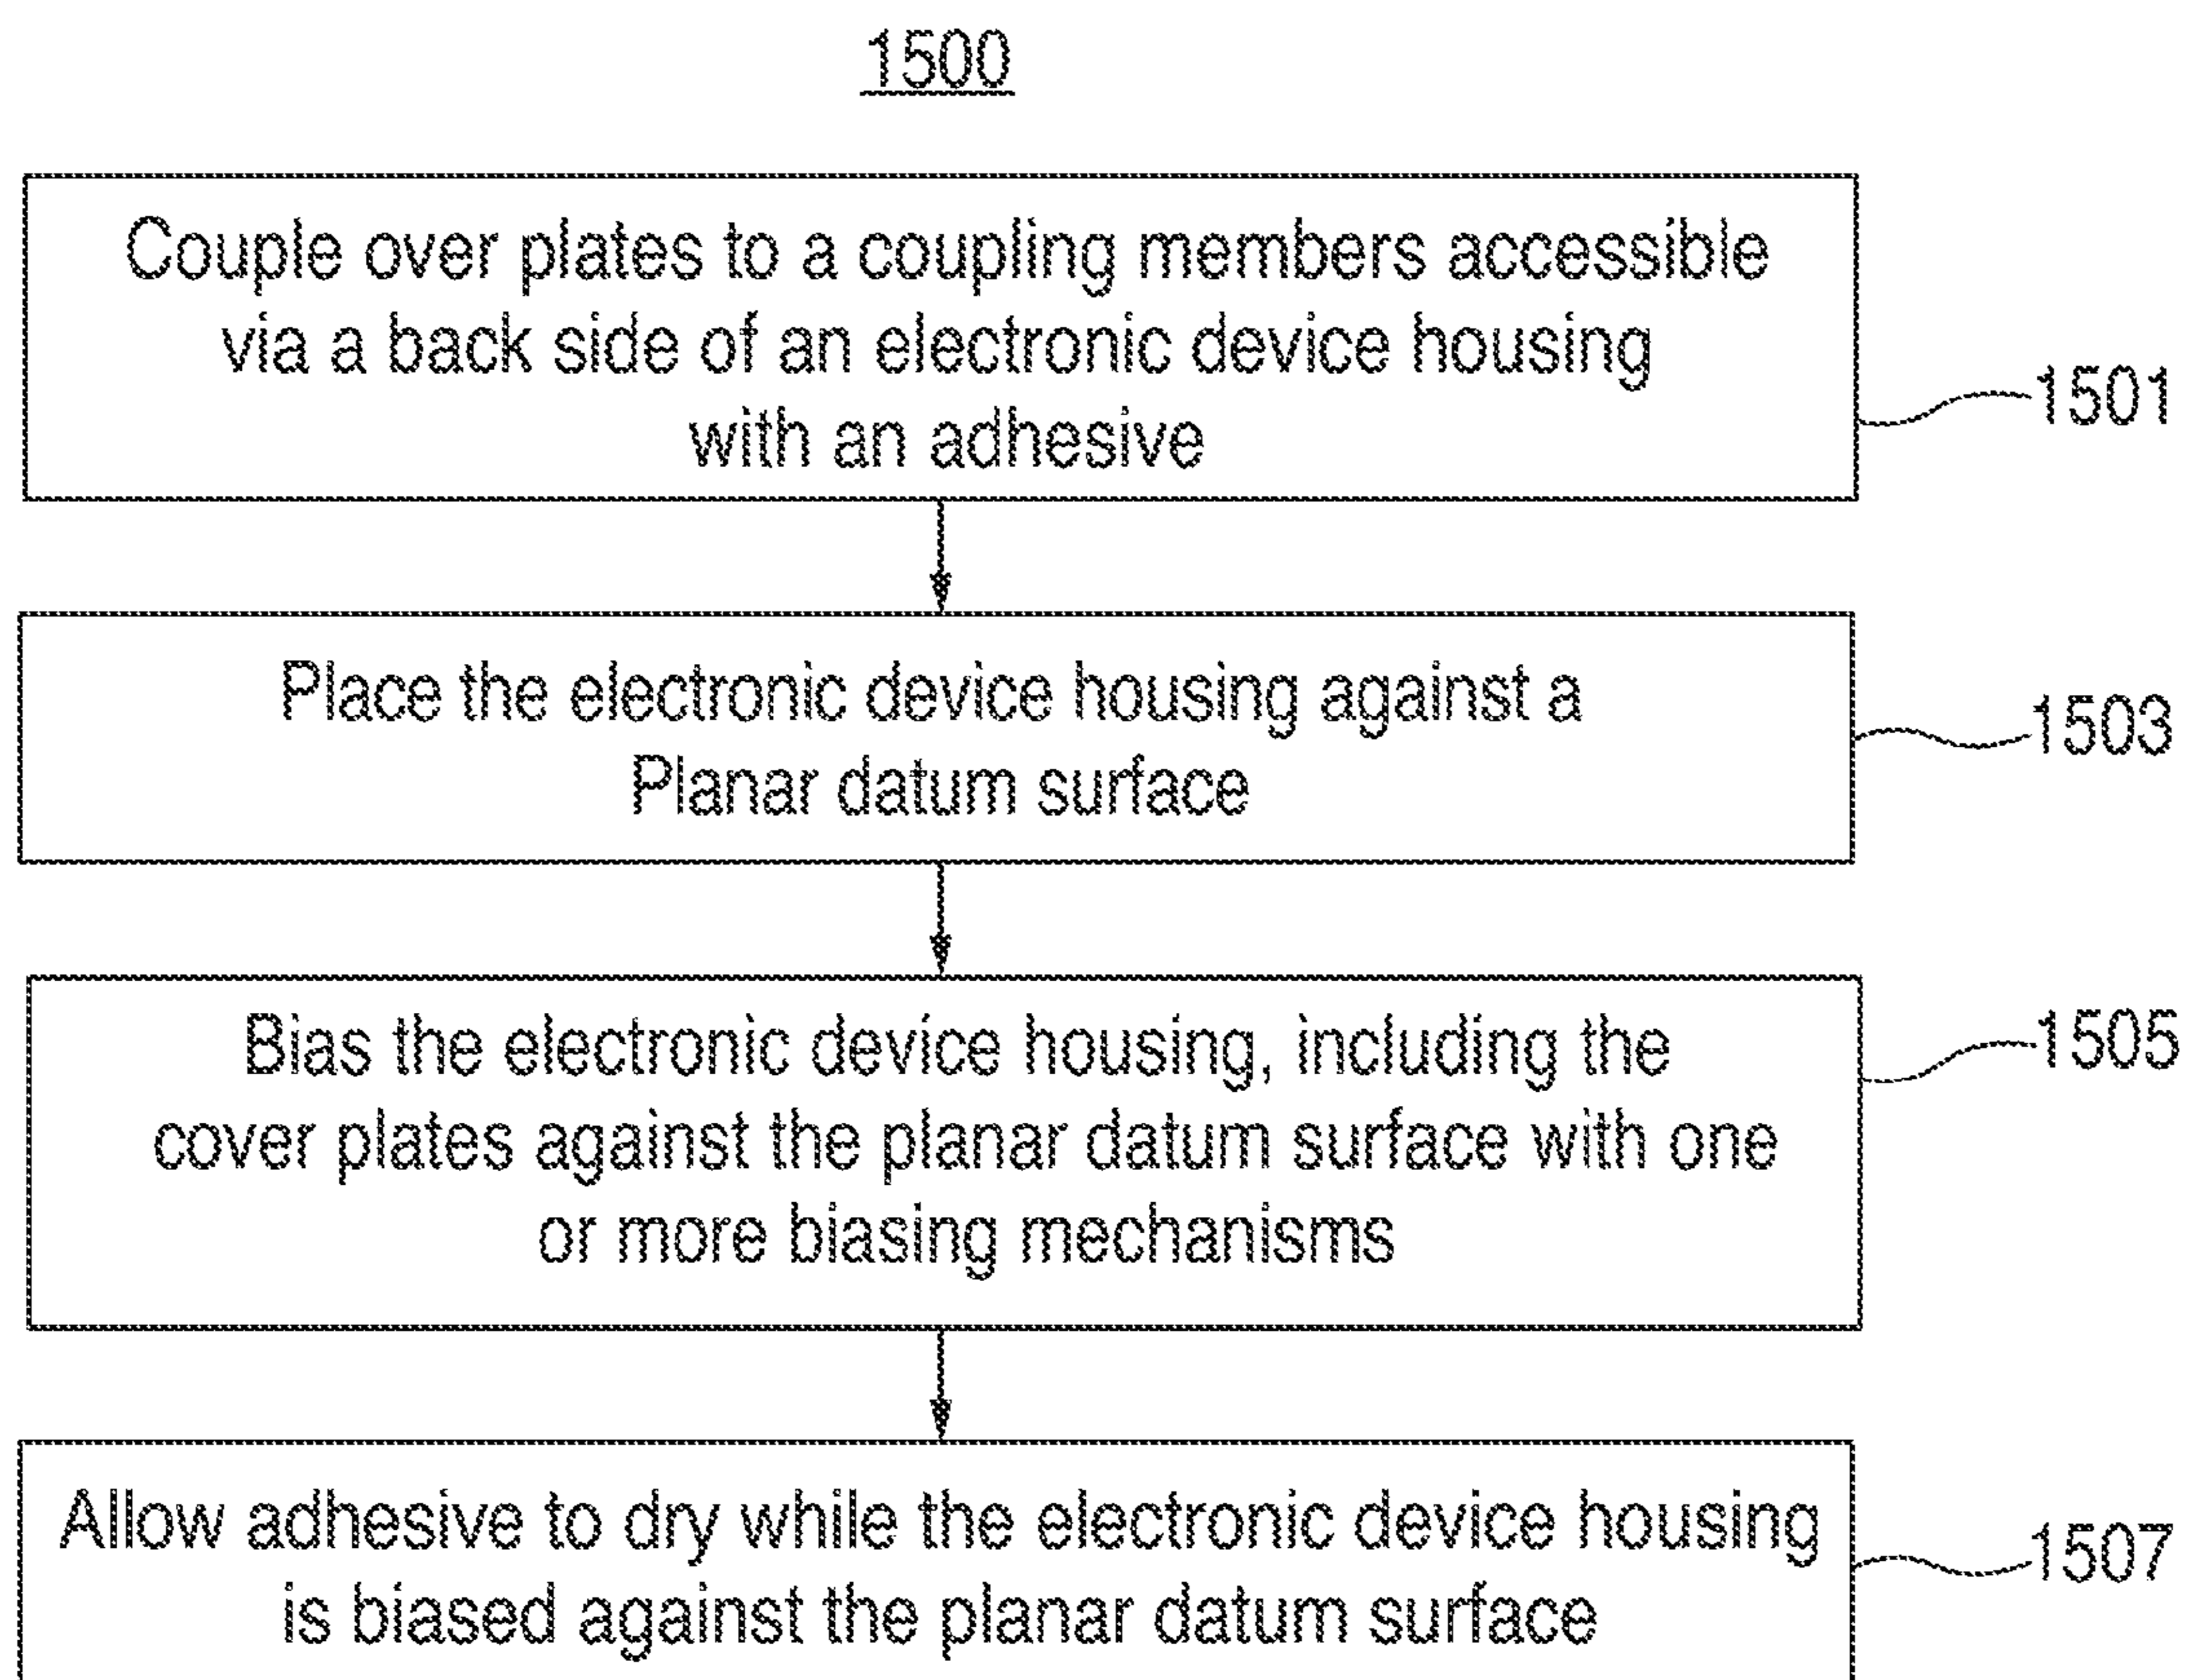 1500
Couple over plates to a coupling members accessible
via a back side of an electronic device housing
with an adhesive
1501
Place the electronic device housing against a
Planar datum surface
1503
Bias the electronic device housing, including the
cover plates against the planar datum surface with one
or more biasing mechanisms
1505
Allow adhesive to dry while the electronic device housing
is biased against the planar datum surface
1507